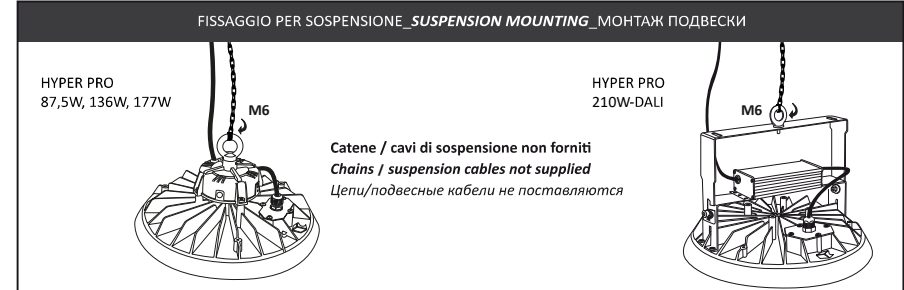 FISSAGGIO PER SOSPENSIONE_SUSPENSION MOUNTING_МОНТАЖ ПОДВЕСКИ
HYPER PRO
87,5W, 136W, 177W
M6
Catene / cavi di sospensione non forniti
Chains / suspension cables not supplied
Цепи/подвесные кабели не поставляются
HYPER PRO
210W-DALI
M6